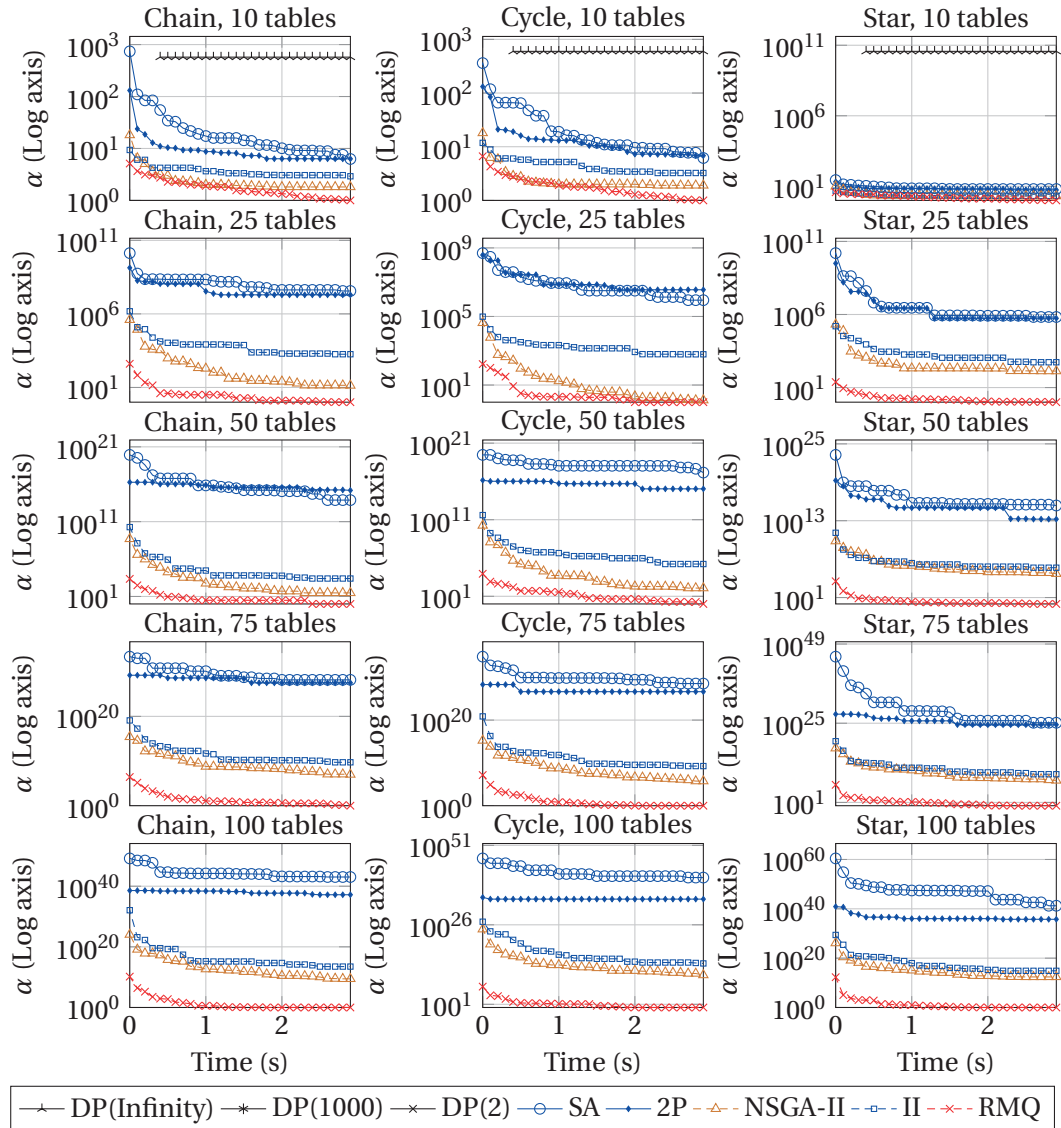 Chain, 10 tables Cycle, 10 tables Star, 10 tables
α (Log axis) 10^3 10^2 10^1 10^0
α (Log axis) 10^3 10^2 10^1 10^0
α (Log axis) 10^11 10^6 10^1
Chain, 25 tables Cycle, 25 tables Star, 25 tables
α (Log axis) 10^11 10^6 10^1
α (Log axis) 10^9 10^5 10^1
α (Log axis) 10^11 10^6 10^1
Chain, 50 tables Cycle, 50 tables Star, 50 tables
α (Log axis) 10^21 10^11 10^1
α (Log axis) 10^21 10^11 10^1
α (Log axis) 10^25 10^13 10^1
Chain, 75 tables Cycle, 75 tables Star, 75 tables
α (Log axis) 10^20 10^0
α (Log axis) 10^20 10^0
α (Log axis) 10^49 10^25 10^1
Chain, 100 tables Cycle, 100 tables Star, 100 tables
α (Log axis) 10^40 10^20 10^0
α (Log axis) 10^51 10^26 10^1
α (Log axis) 10^60 10^40 10^20 10^0
0 1 2 0 1 2 0 1 2
Time (s) Time (s) Time (s)
DP(Infinity) DP(1000) DP(2) SA 2P NSGA-II II RMQ